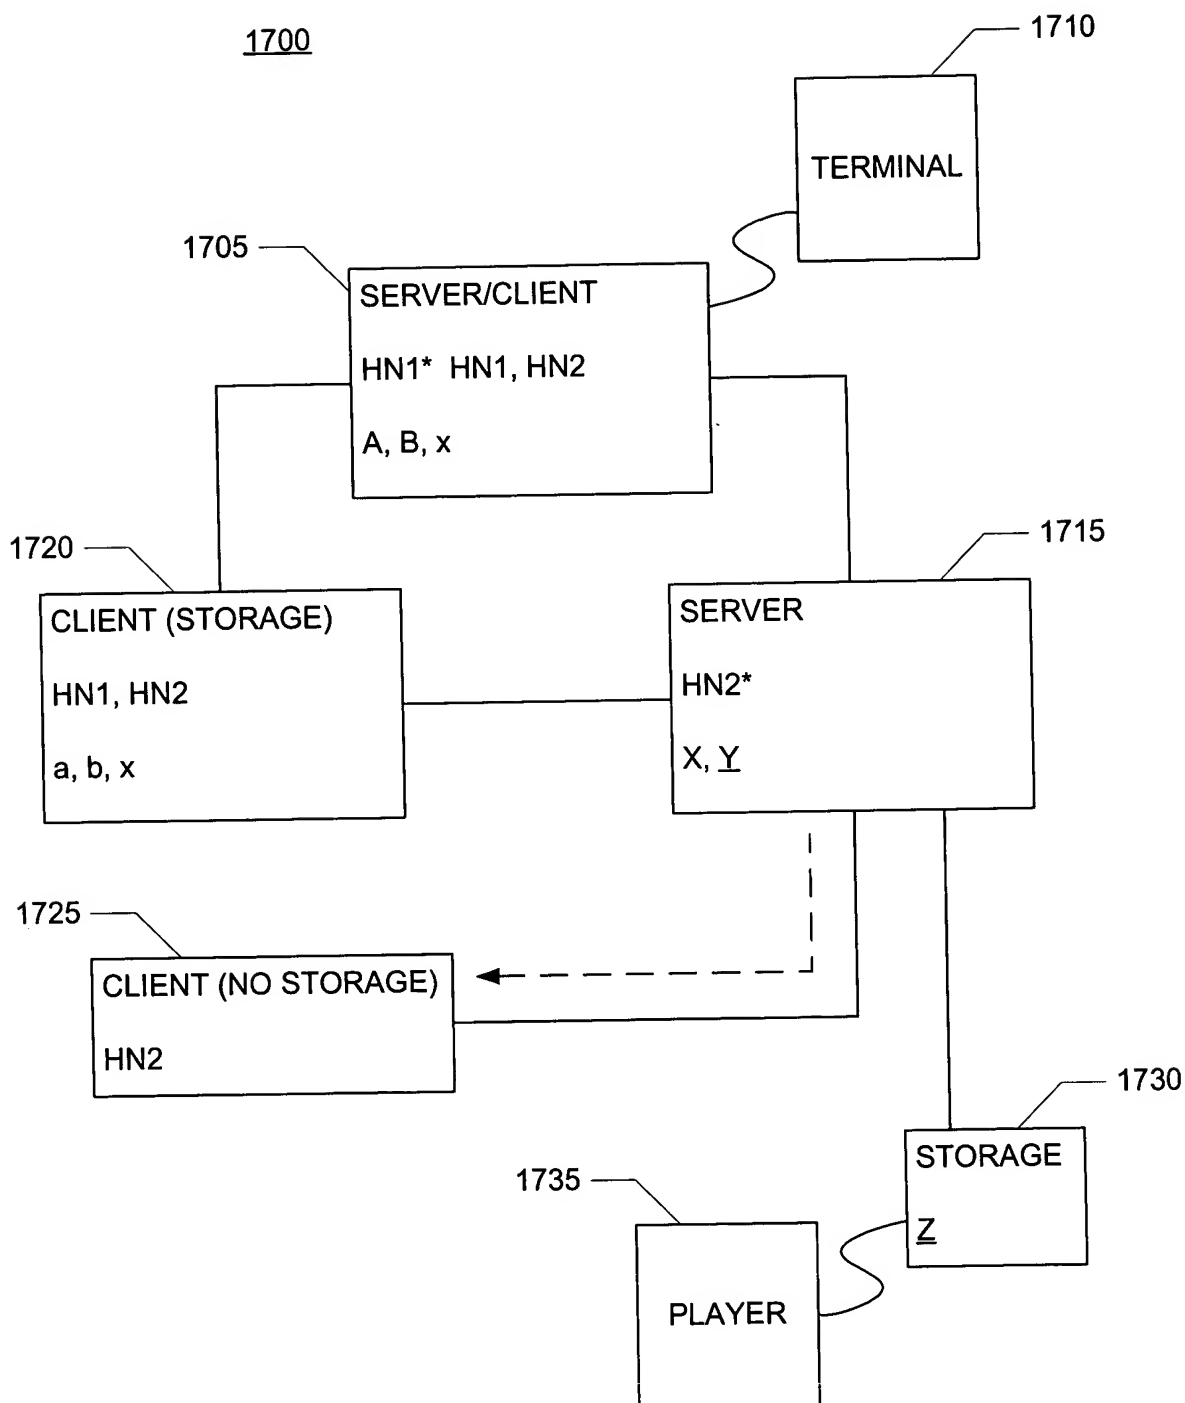 1700
1710
TERMINAL
1705
SERVER/CLIENT
HN1* HN1, HN2
A, B, x
1720
CLIENT (STORAGE)
HN1, HN2
a, b, x
1715
SERVER
HN2*
X, Y
1725
CLIENT (NO STORAGE)
HN2
1730
STORAGE
Z
1735
PLAYER